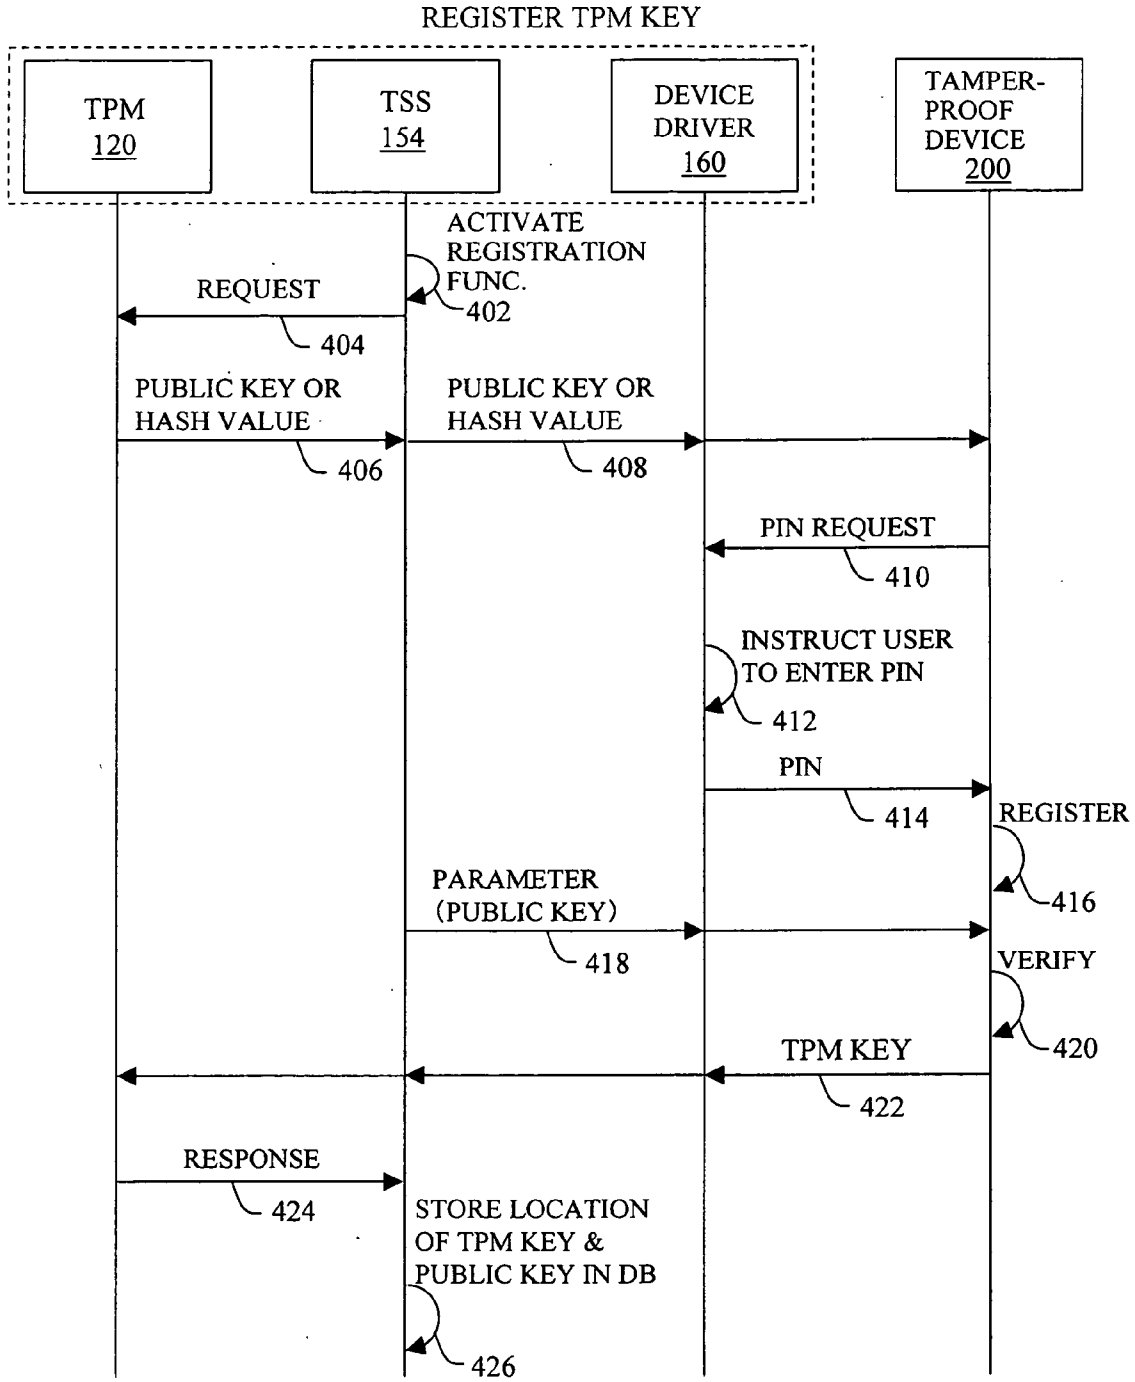 REGISTER TPM KEY
TPM
120
TSS
154
DEVICE
DRIVER
160
TAMPER-
PROOF
DEVICE
200
ACTIVATE
REGISTRATION
FUNC.
402
REQUEST
404
PUBLIC KEY OR
HASH VALUE
406
PUBLIC KEY OR
HASH VALUE
408
PIN REQUEST
410
INSTRUCT USER
TO ENTER PIN
412
PIN
414
REGISTER
416
PARAMETER
(PUBLIC KEY)
418
VERIFY
420
TPM KEY
422
RESPONSE
424
STORE LOCATION
OF TPM KEY &
PUBLIC KEY IN DB
426